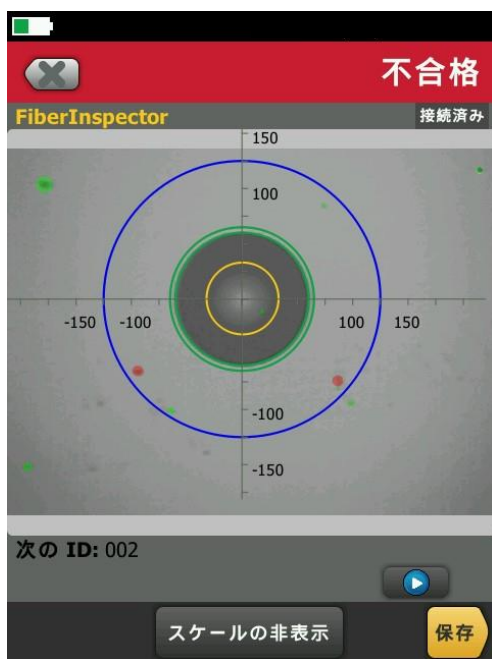 不合格
FiberInspector
接続済み
150
100
-150 -100 100 150
-100
-150
次の ID: 002
スケールの非表示
保存